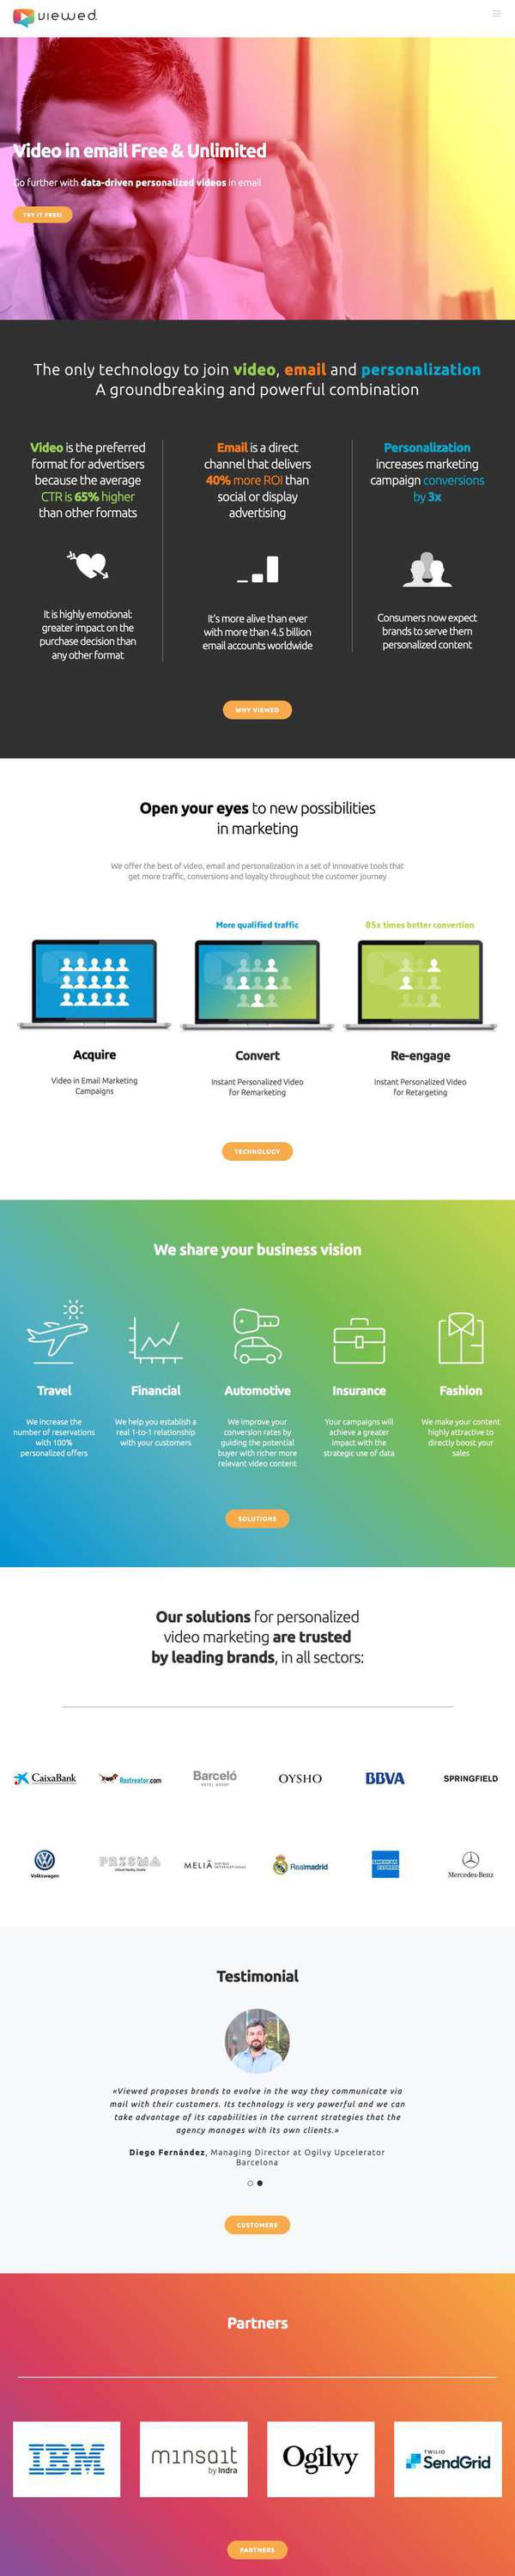 viewed.
Video in email Free & Unlimited
Go further with data-driven personalized videos in email
TRY IT FREE!
The only technology to join video, email and personalization
A groundbreaking and powerful combination
Video is the preferred
format for advertisers
because the average
CTR is 65% higher
than other formats
It is highly emotional:
greater impact on the
purchase decision than
any other format
Email is a direct
channel that delivers
40% more ROI than
social or display
advertising
It's more alive than ever
with more than 4.5 billion
email accounts worldwide
Personalization
increases marketing
campaign conversions
by 3x
Consumers now expect
brands to serve them
personalized content
WHY VIEWED
Open your eyes to new possibilities
in marketing
We offer the best of video, email and personalization in a set of innovative tools that
get more traffic, conversions and loyalty throughout the customer journey
Acquire
Video in Email Marketing
Campaigns
More qualified traffic
Convert
Instant Personalized Video
for Remarketing
85x times better convertion
Re-engage
Instant Personalized Video
for Retargeting
TECHNOLOGY
We share your business vision
Travel
We increase the
number of reservations
with 100%
personalized offers
Financial
We help you establish a
real 1-to-1 relationship
with your customers
Automotive
We improve your
conversion rates by
guiding the potential
buyer with richer more
relevant video content
Insurance
Your campaigns will
achieve a greater
impact with the
strategic use of data
Fashion
We make your content
highly attractive to
directly boost your
sales
SOLUTIONS
Our solutions for personalized
video marketing are trusted
by leading brands, in all sectors:
CaixaBank
Rastreator.com
Barceló
HOTEL GROUP
OYSHO
BBVA
SPRINGFIELD
Volkswagen
PRISMA
MELIÃ HOTELS INTERNATIONAL
Realmadrid
AMERICAN EXPRESS
Mercedes-Benz
Testimonial
«Viewed proposes brands to evolve in the way they communicate via
mail with their customers. Its technology is very powerful and we can
take advantage of its capabilities in the current strategies that the
agency manages with its own clients.»
Diego Fernández, Managing Director at Ogilvy Upcelerator
Barcelona
CUSTOMERS
Partners
IBM
minsait
by Indra
Ogilvy
TWILIO
SendGrid
PARTNERS